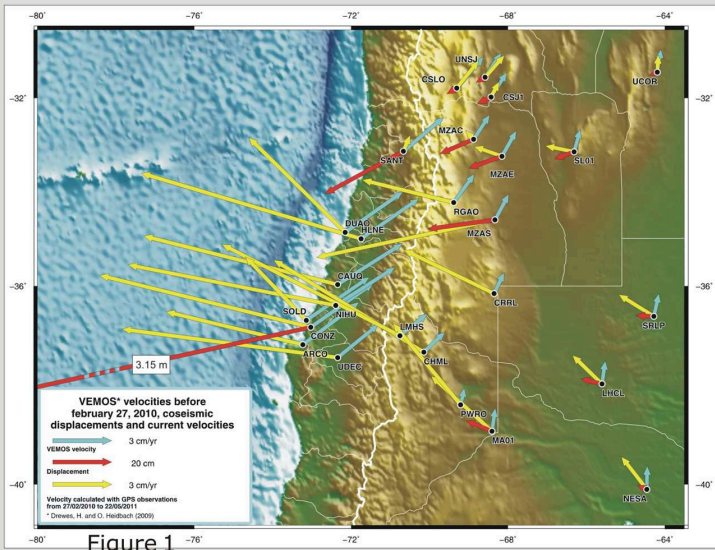 -80
-76
-72
-68
-64
UNSJ
CSLO
UCOR
-32
-32
CSJ1
MZAC
SANT
SL01
MZAE
RGAO
DUAO
HLNE
MZAS
CAUQ
-36
-36
CRRL
SOLD
NIHU
SRLP
LMHS
CONZ
ARCO
CHML
UDEC
3.15 m
LHCL
VEMOS* velocities before
february 27, 2010, coseismic
displacements and current velocities
3 cm/yr
VEMOS velocity
20 cm
Displacement
3 cm/yr
Velocity calculated with GPS observations
from 27/02/2010 to 22/05/2011
* Drewes, H. and O. Heidbach (2009)
PWRO
MA01
NESA
-40
-40
-80
-76
-72
-68
-64
Figure 1